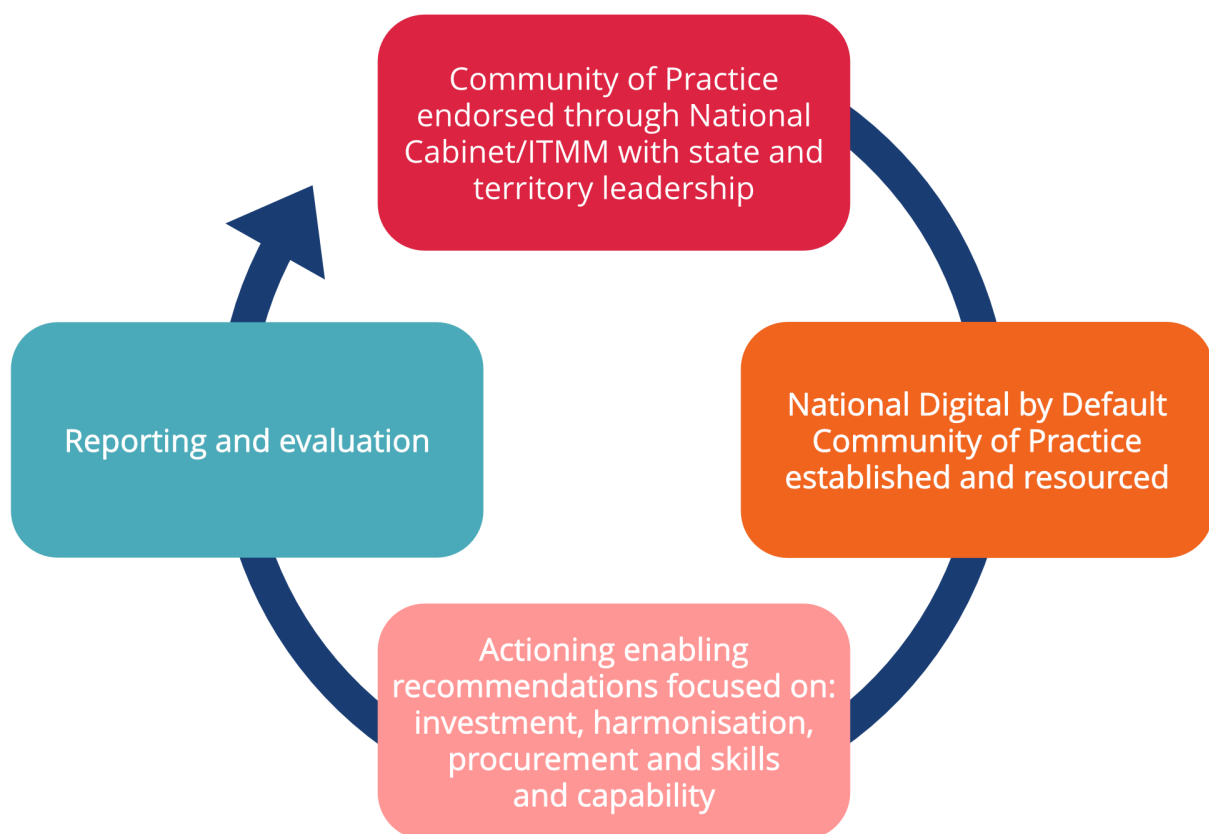 Community of Practice
endorsed through National
Cabinet/ITMM with state and
territory leadership
National Digital by Default
Community of Practice
established and resourced
Actioning enabling
recommendations focused on:
investment, harmonisation,
procurement and skills
and capability
Reporting and evaluation